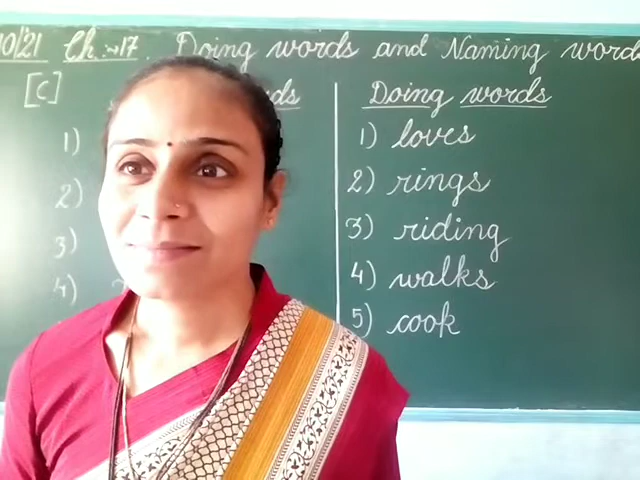 10/21 Ch:-17. Doing words and Naming words
[C] Doing words
1) 1) loves
2) 2) rings
3) 3) riding
4) 4) walks
5) cook